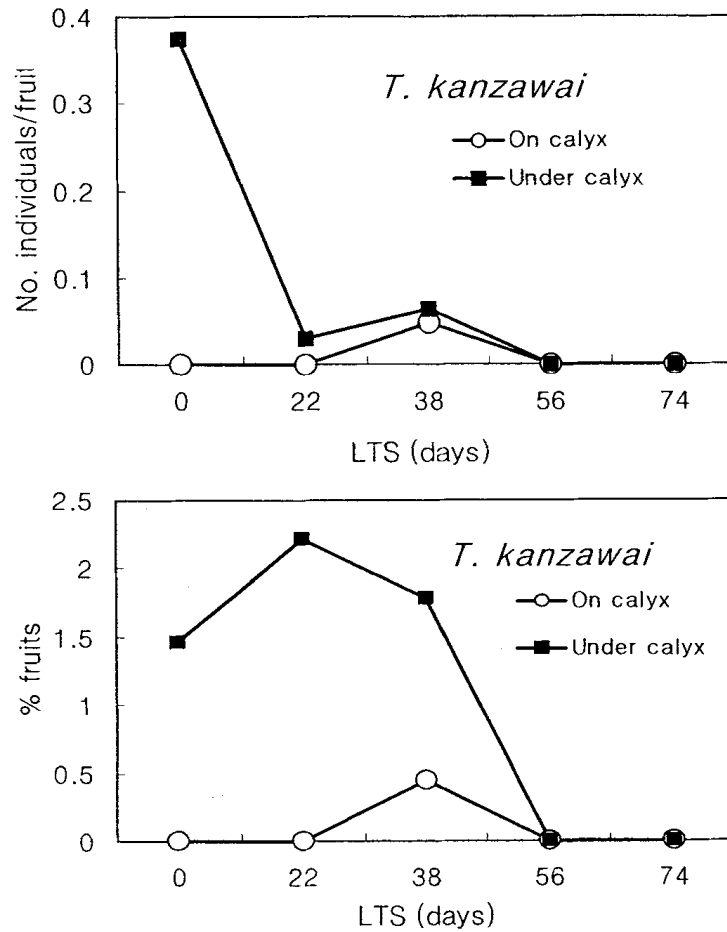 0.4
0.3
0.2
0.1
0
No. individuals/fruit
T. kanzawai
On calyx
Under calyx
0 22 38 56 74
LTS (days)
2.5
2
1.5
1
0.5
0
% fruits
T. kanzawai
On calyx
Under calyx
0 22 38 56 74
LTS (days)